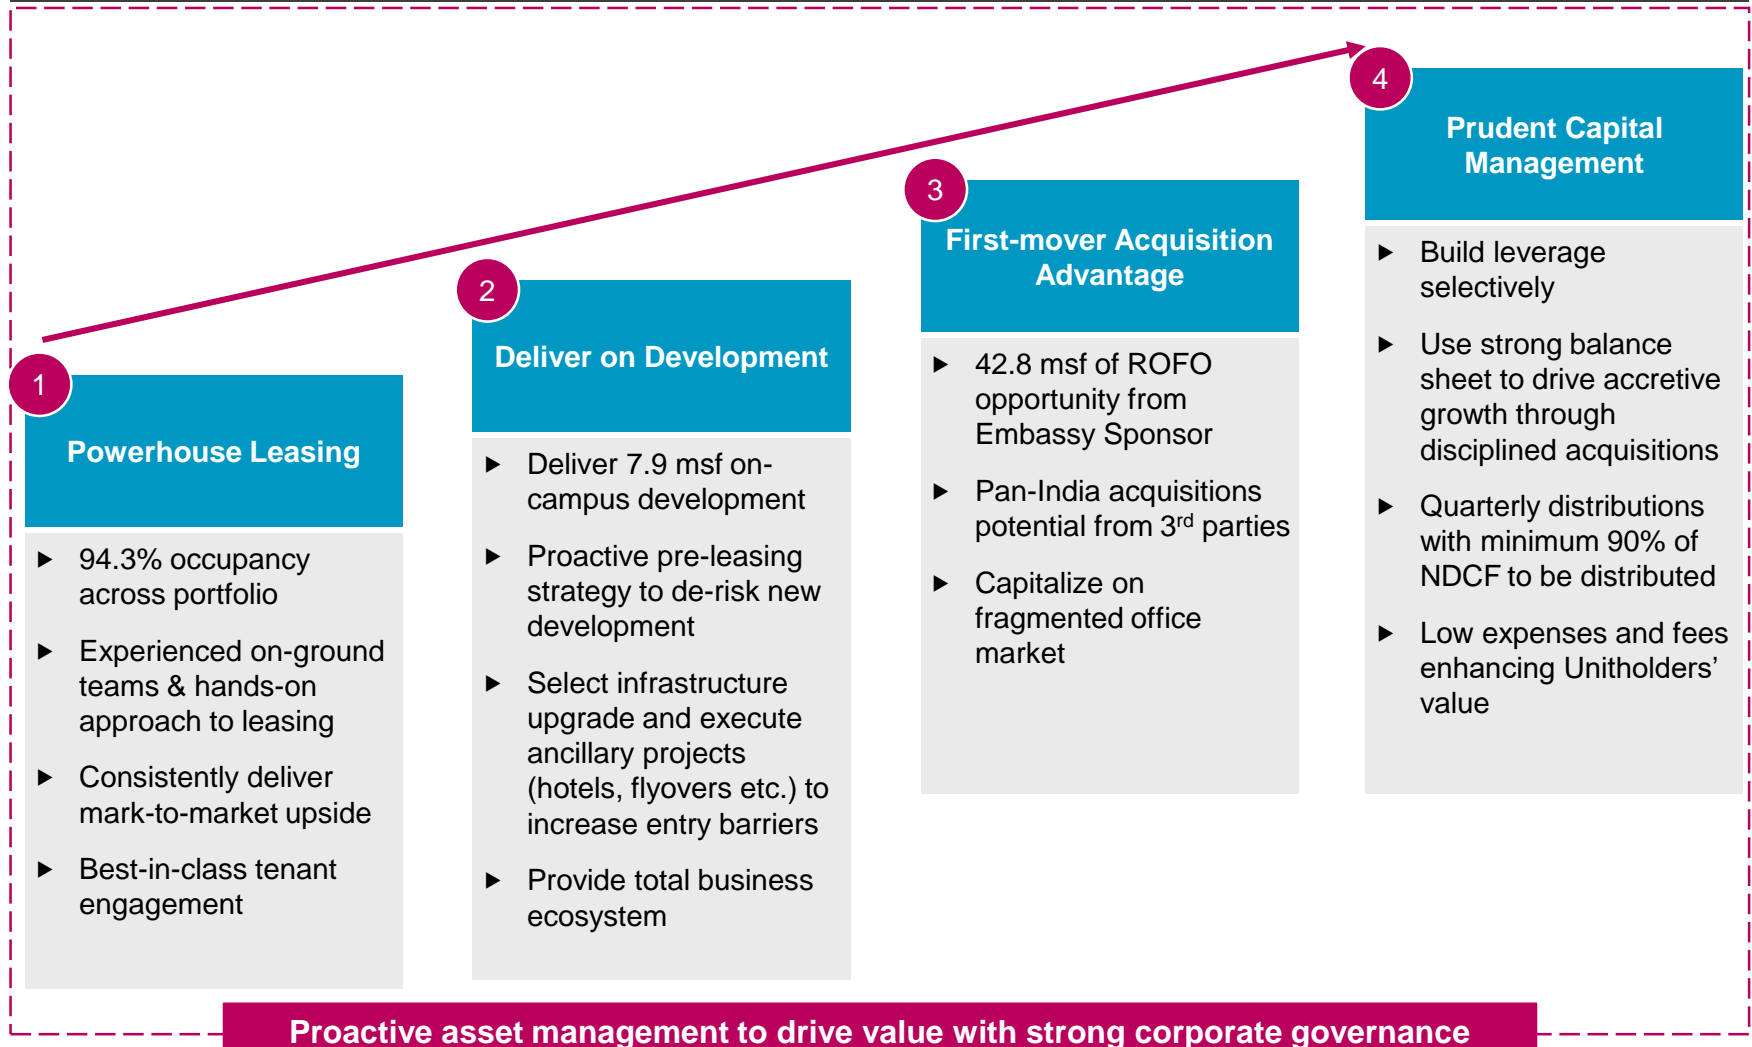 1
Powerhouse Leasing
► 94.3% occupancy
across portfolio
► Experienced on-ground
teams & hands-on
approach to leasing
► Consistently deliver
mark-to-market upside
► Best-in-class tenant
engagement
2
Deliver on Development
► Deliver 7.9 msf on-
campus development
► Proactive pre-leasing
strategy to de-risk new
development
► Select infrastructure
upgrade and execute
ancillary projects
(hotels, flyovers etc.) to
increase entry barriers
► Provide total business
ecosystem
3
First-mover Acquisition
Advantage
► 42.8 msf of ROFO
opportunity from
Embassy Sponsor
► Pan-India acquisitions
potential from 3rd parties
► Capitalize on
fragmented office
market
4
Prudent Capital
Management
► Build leverage
selectively
► Use strong balance
sheet to drive accretive
growth through
disciplined acquisitions
► Quarterly distributions
with minimum 90% of
NDCF to be distributed
► Low expenses and fees
enhancing Unitholders’
value
Proactive asset management to drive value with strong corporate governance